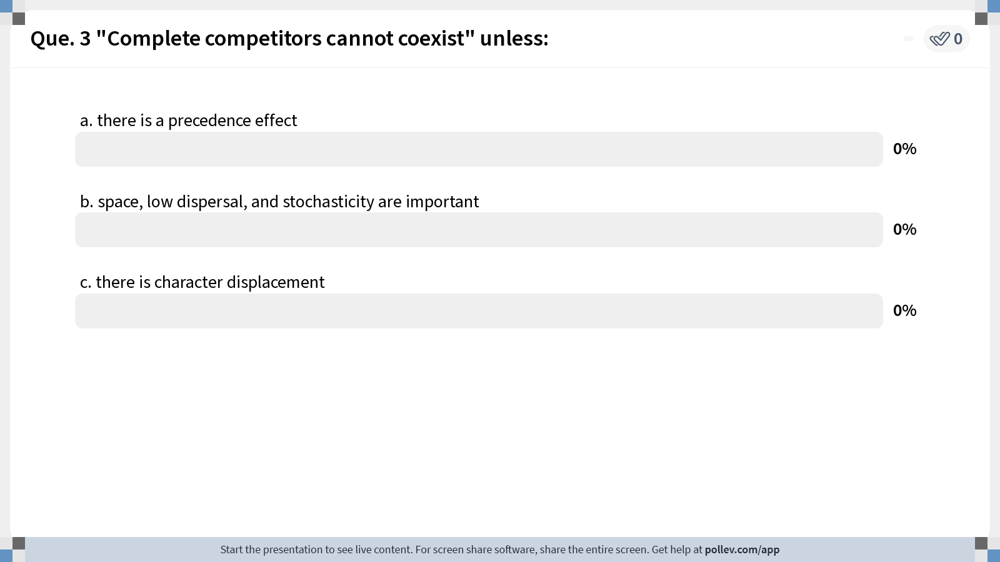 Que. 3 "Complete competitors cannot coexist" unless:
0
a. there is a precedence effect
0%
b. space, low dispersal, and stochasticity are important
0%
c. there is character displacement
0%
Start the presentation to see live content. For screen share software, share the entire screen. Get help at pollev.com/app